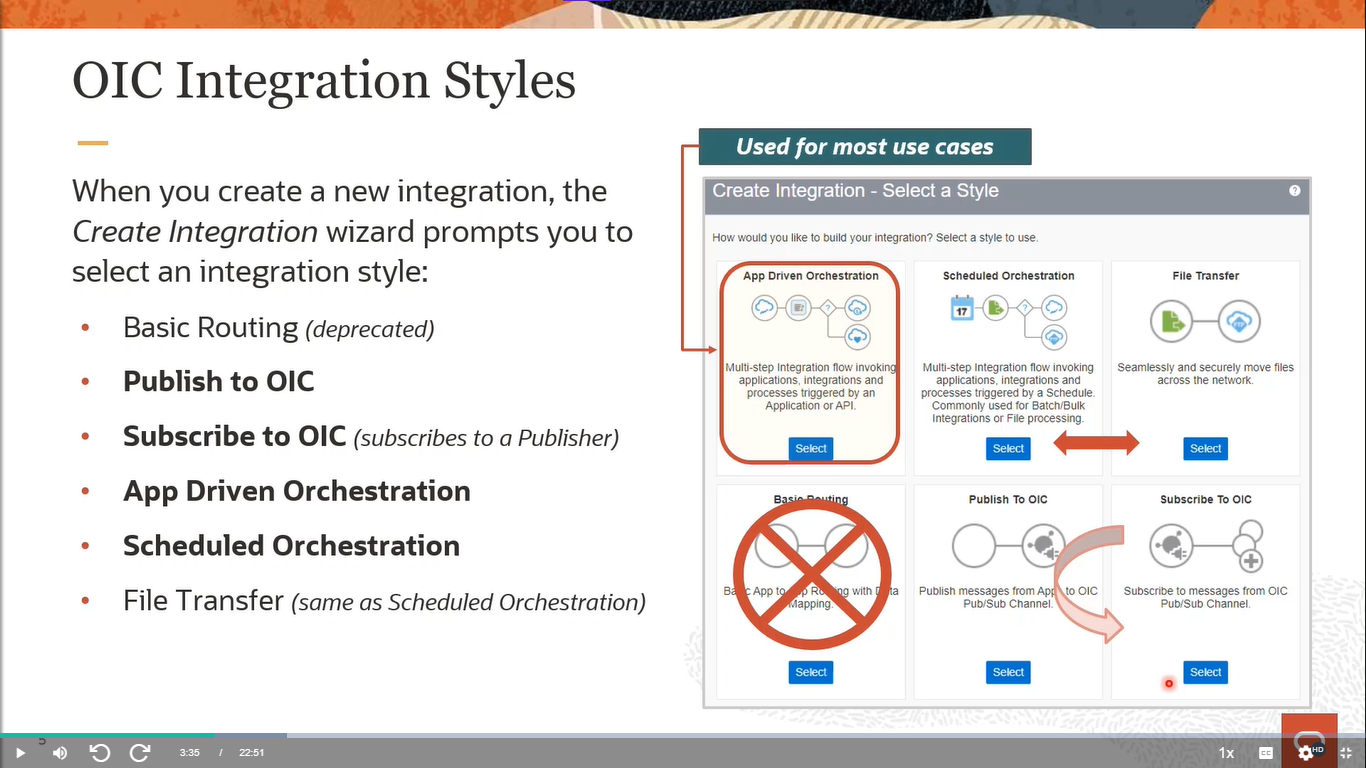 OIC Integration Styles
When you create a new integration, the
Create Integration wizard prompts you to
select an integration style:
• Basic Routing (deprecated)
• Publish to OIC
• Subscribe to OIC (subscribes to a Publisher)
• App Driven Orchestration
• Scheduled Orchestration
• File Transfer (same as Scheduled Orchestration)
Used for most use cases
Create Integration - Select a Style
?
How would you like to build your integration? Select a style to use.
App Driven Orchestration
?
Multi-step Integration flow invoking
applications, integrations and
processes triggered by an
Application or API.
Select
Scheduled Orchestration
17
?
Multi-step Integration flow invoking
applications, integrations and
processes triggered by a Schedule.
Commonly used for Batch/Bulk
Integrations or File processing.
Select
File Transfer
FTP
Seamlessly and securely move files
across the network.
Select
Basic Routing
Basic App to App Routing with Data
Mapping.
Select
Publish To OIC
Publish messages from App to OIC
Pub/Sub Channel.
Select
Subscribe To OIC
Subscribe to messages from OIC
Pub/Sub Channel.
Select
5
3:35 / 22:51
1x
CC
HD